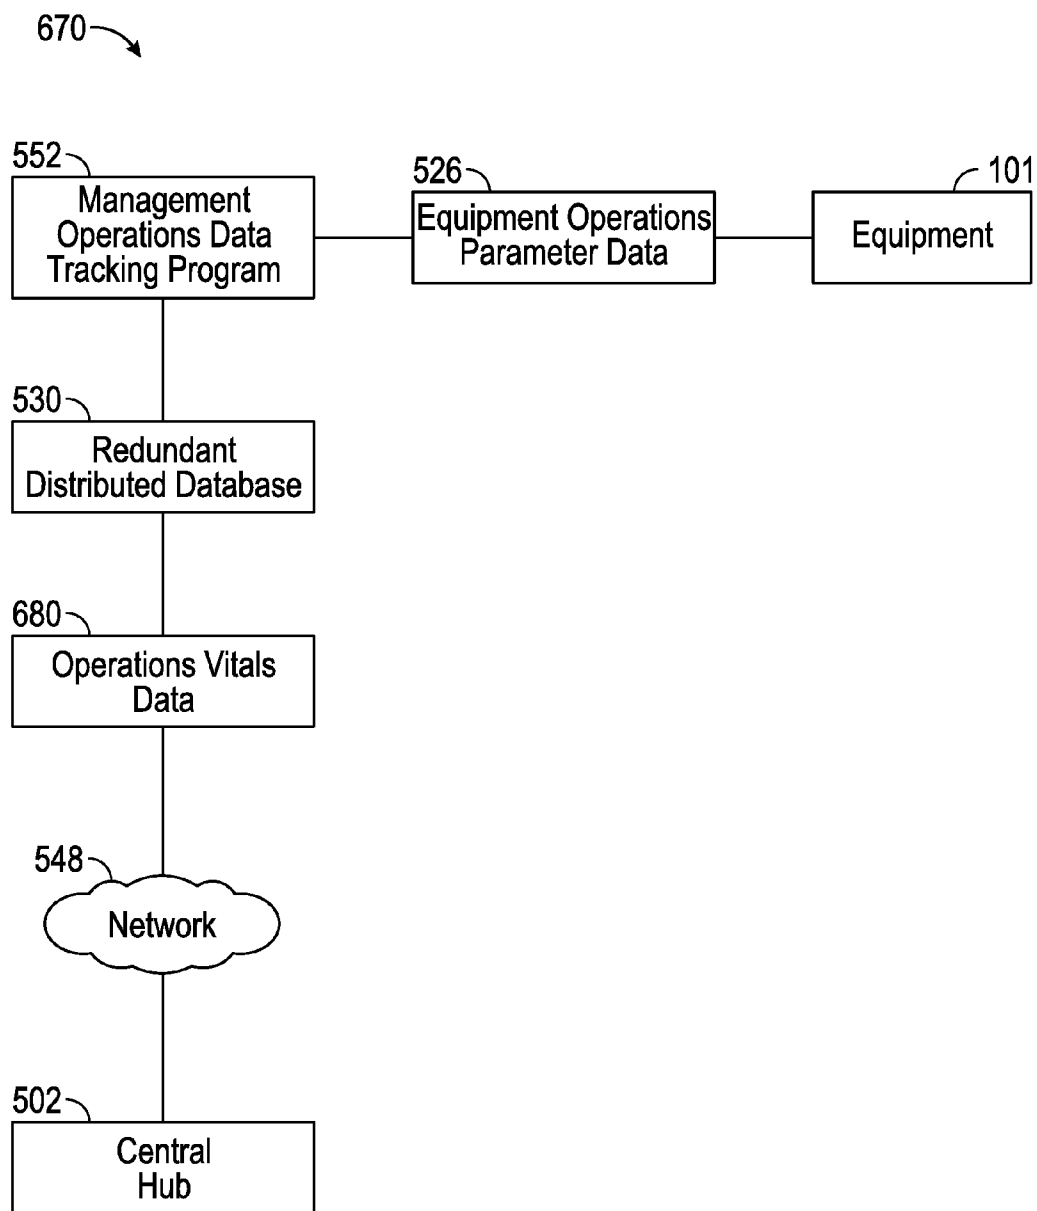 670
552
Management
Operations Data
Tracking Program
526
Equipment Operations
Parameter Data
101
Equipment
530
Redundant
Distributed Database
680
Operations Vitals
Data
548
Network
502
Central
Hub